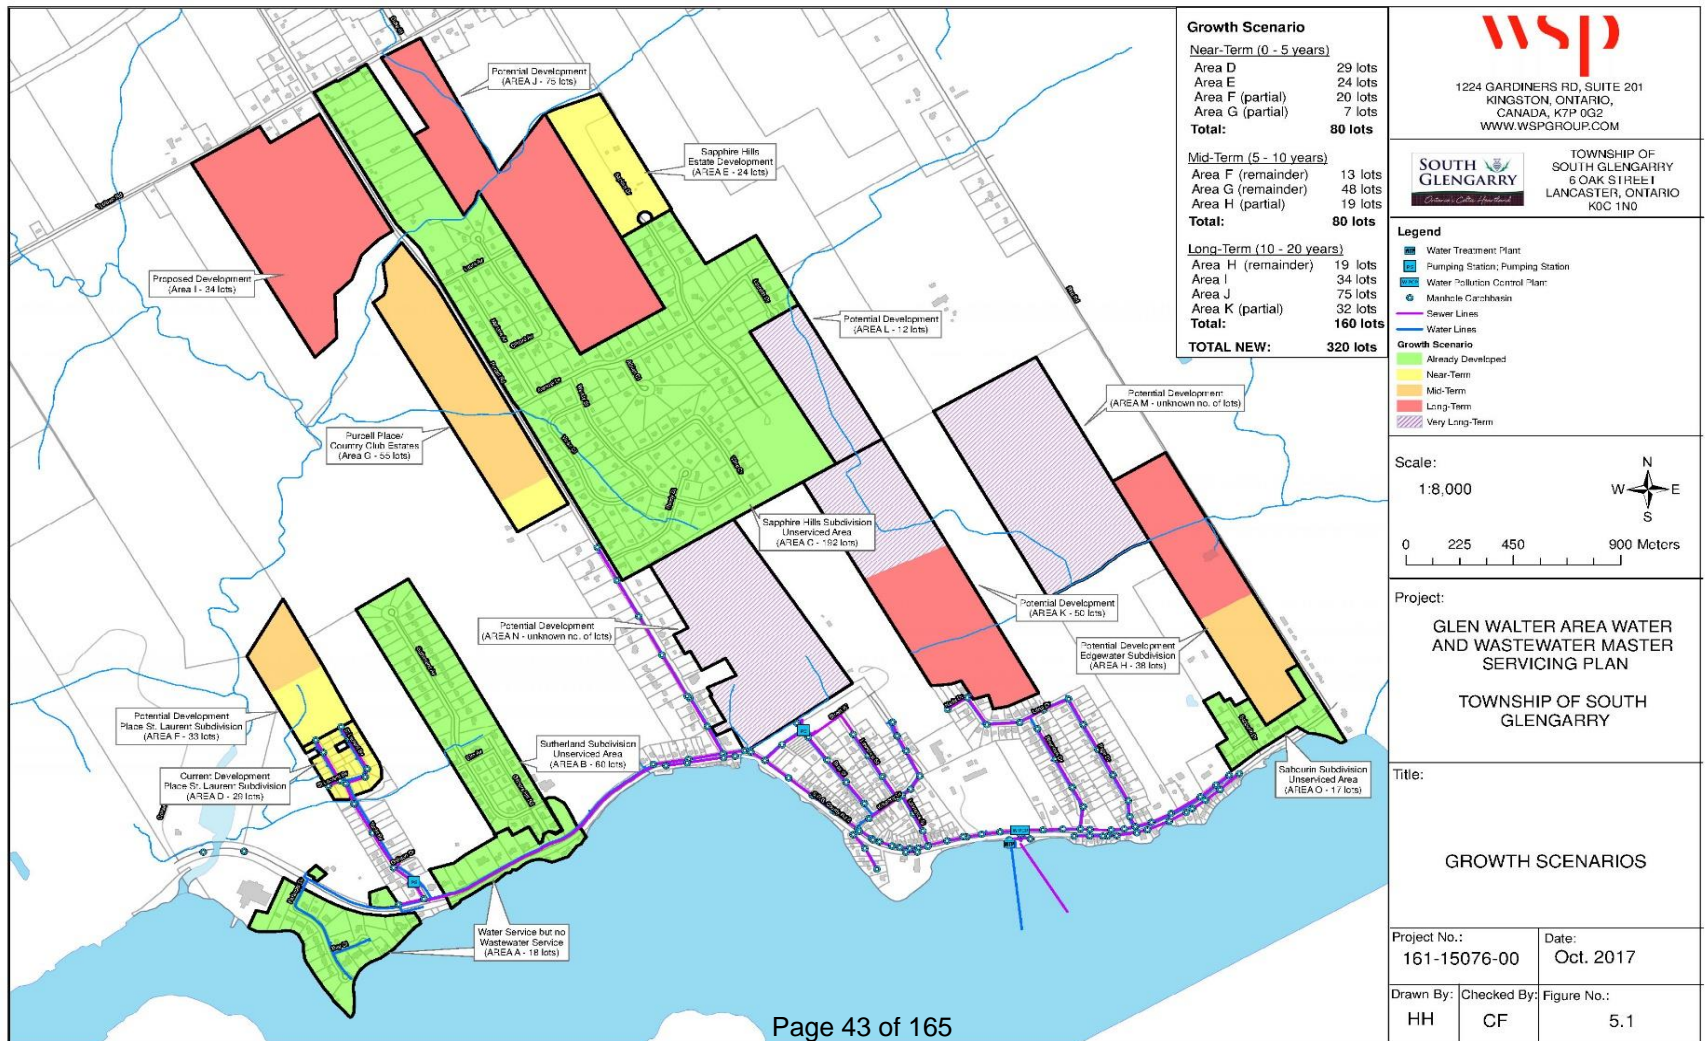 Growth Scenario
Near-Term (0 - 5 years)
Area D 29 lots
Area E 24 lots
Area F (partial) 20 lots
Area G (partial) 7 lots
Total: 80 lots
Mid-Term (5 - 10 years)
Area F (remainder) 13 lots
Area G (remainder) 48 lots
Area H (partial) 19 lots
Total: 80 lots
Long-Term (10 - 20 years)
Area H (remainder) 19 lots
Area I 34 lots
Area J 75 lots
Area K (partial) 32 lots
Total: 160 lots
TOTAL NEW: 320 lots
wsp
1224 GARDINERS RD, SUITE 201
KINGSTON, ONTARIO,
CANADA, K7P 0G2
WWW.WSPGROUP.COM
SOUTH
GLENGARRY
Ontario's Celtic Heartland
TOWNSHIP OF
SOUTH GLENGARRY
6 OAK STREET
LANCASTER, ONTARIO
K0C 1N0
Legend
Water Treatment Plant
Pumping Station; Pumping Station
Water Pollution Control Plant
Manhole Catchbasin
Sewer Lines
Water Lines
Growth Scenario
Already Developed
Near-Term
Mid-Term
Long-Term
Very Long-Term
Scale:
1:8,000
N
W E
S
0 225 450 900 Meters
Project:
GLEN WALTER AREA WATER
AND WASTEWATER MASTER
SERVICING PLAN
TOWNSHIP OF SOUTH
GLENGARRY
Title:
GROWTH SCENARIOS
Project No.:
161-15076-00
Date:
Oct. 2017
Drawn By:
HH
Checked By:
CF
Figure No.:
5.1
Potential Development
(AREA J - 75 lots)
Sapphire Hills
Estate Development
(AREA E - 24 lots)
Proposed Development
(Area I - 34 lots)
Potential Development
(AREA L - 12 lots)
Potential Development
(AREA M - unknown no. of lots)
Purcell Place/
Country Club Estates
(Area G - 55 lots)
Sapphire Hills Subdivision
Unserviced Area
(AREA C - 192 lots)
Potential Development
(AREA K - 50 lots)
Potential Development
(AREA N - unknown no. of lots)
Potential Development
Edgewater Subdivision
(AREA H - 38 lots)
Potential Development
Place St. Laurent Subdivision
(AREA F - 33 lots)
Sutherland Subdivision
Unserviced Area
(AREA B - 60 lots)
Current Development
Place St. Laurent Subdivision
(AREA D - 29 lots)
Sabourin Subdivision
Unserviced Area
(AREA O - 17 lots)
Water Service but no
Wastewater Service
(AREA A - 18 lots)
Page 43 of 165